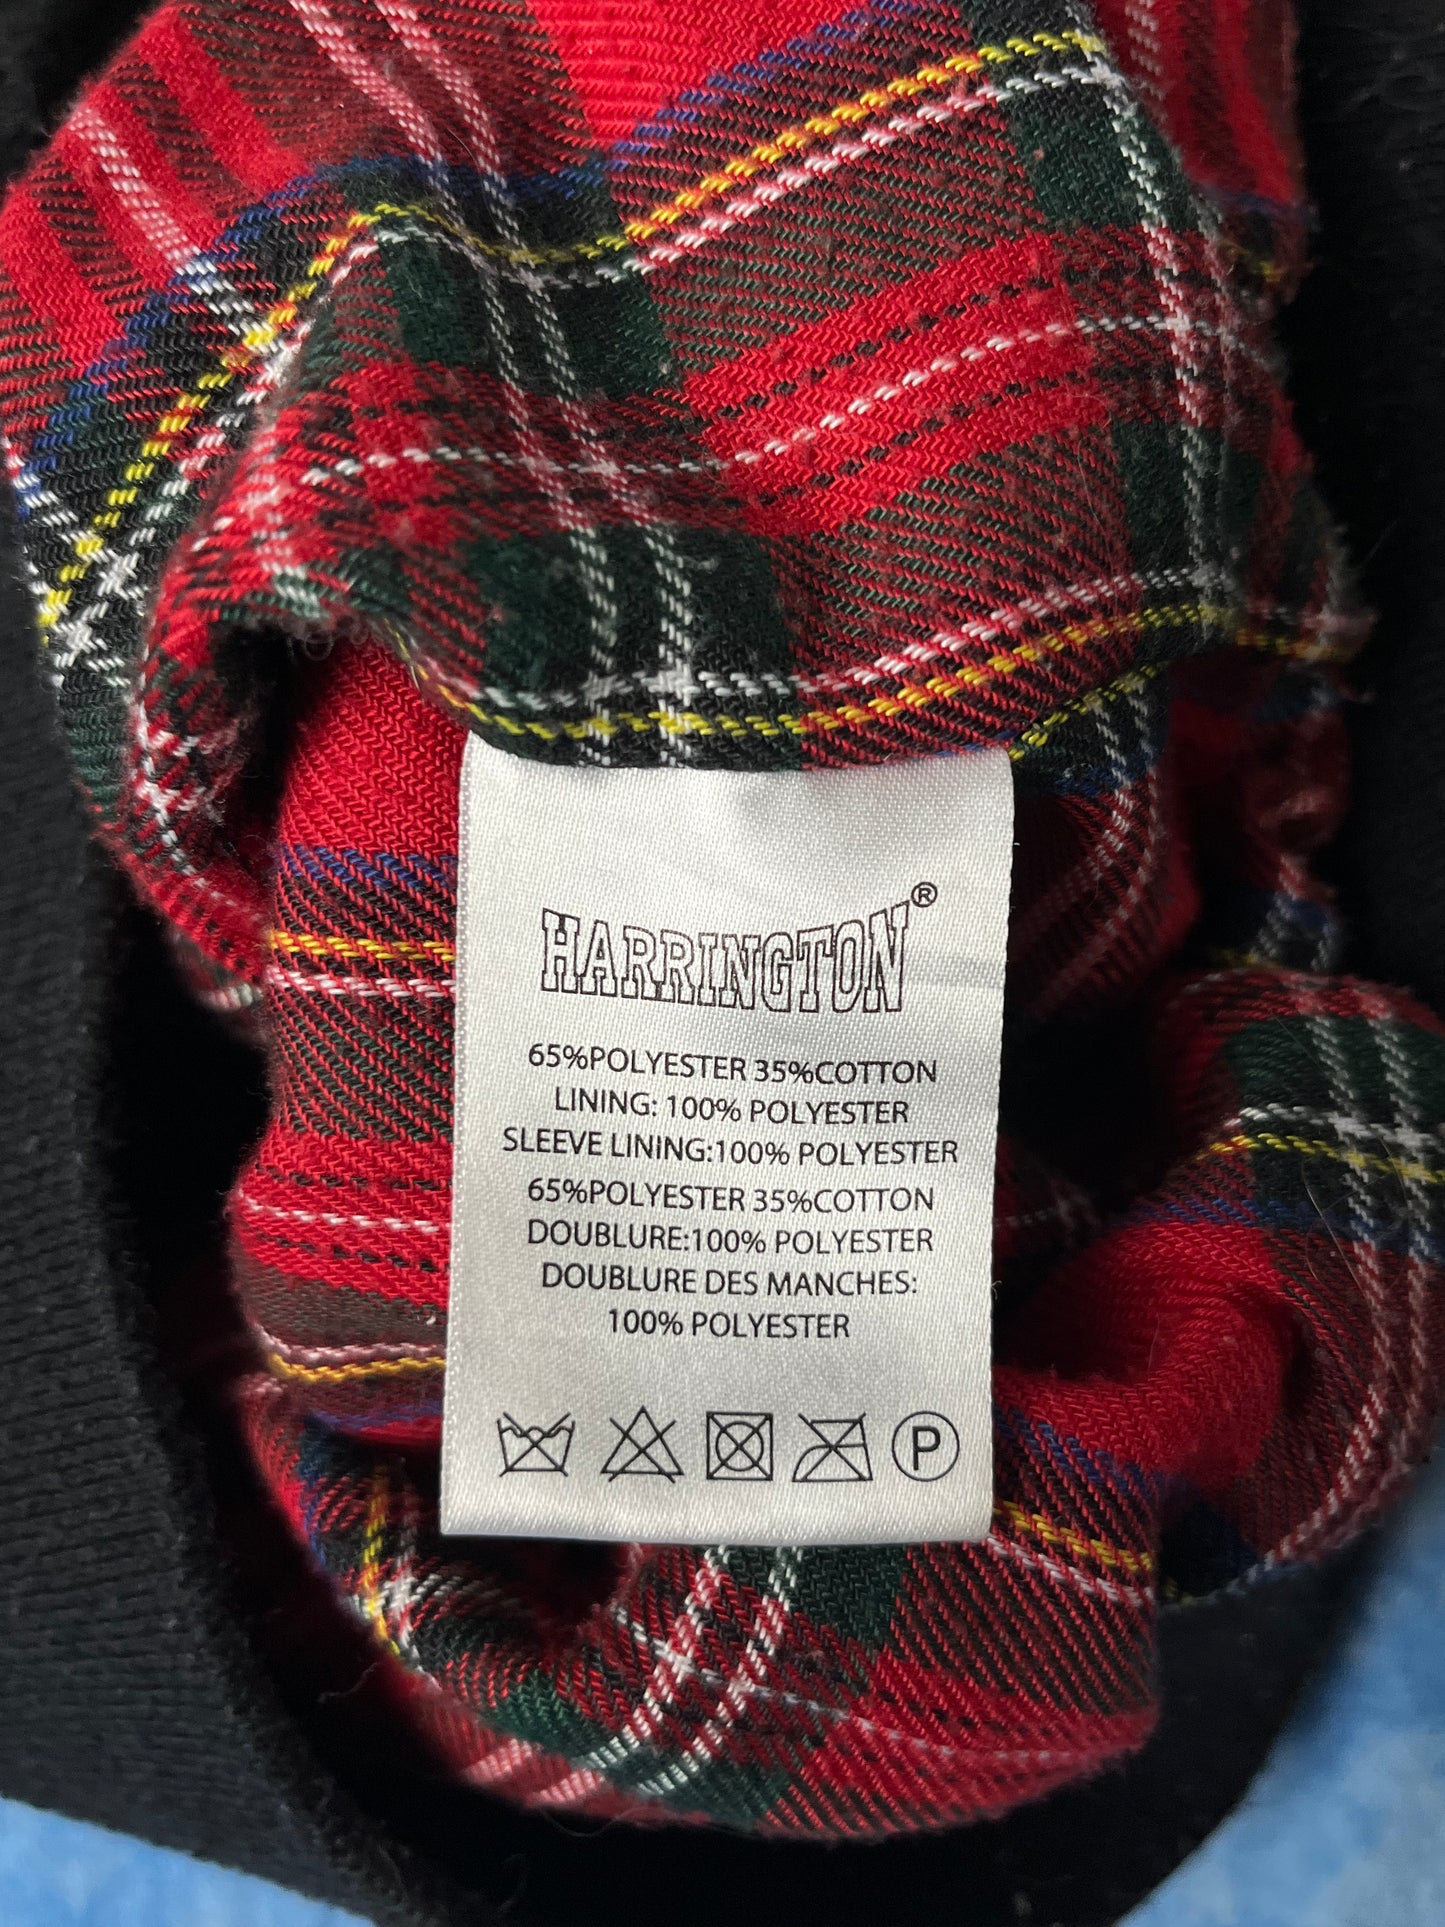 HARRINGTON®
65%POLYESTER 35%COTTON
LINING: 100% POLYESTER
SLEEVE LINING:100% POLYESTER
65%POLYESTER 35%COTTON
DOUBLURE:100% POLYESTER
DOUBLURE DES MANCHES:
100% POLYESTER
P